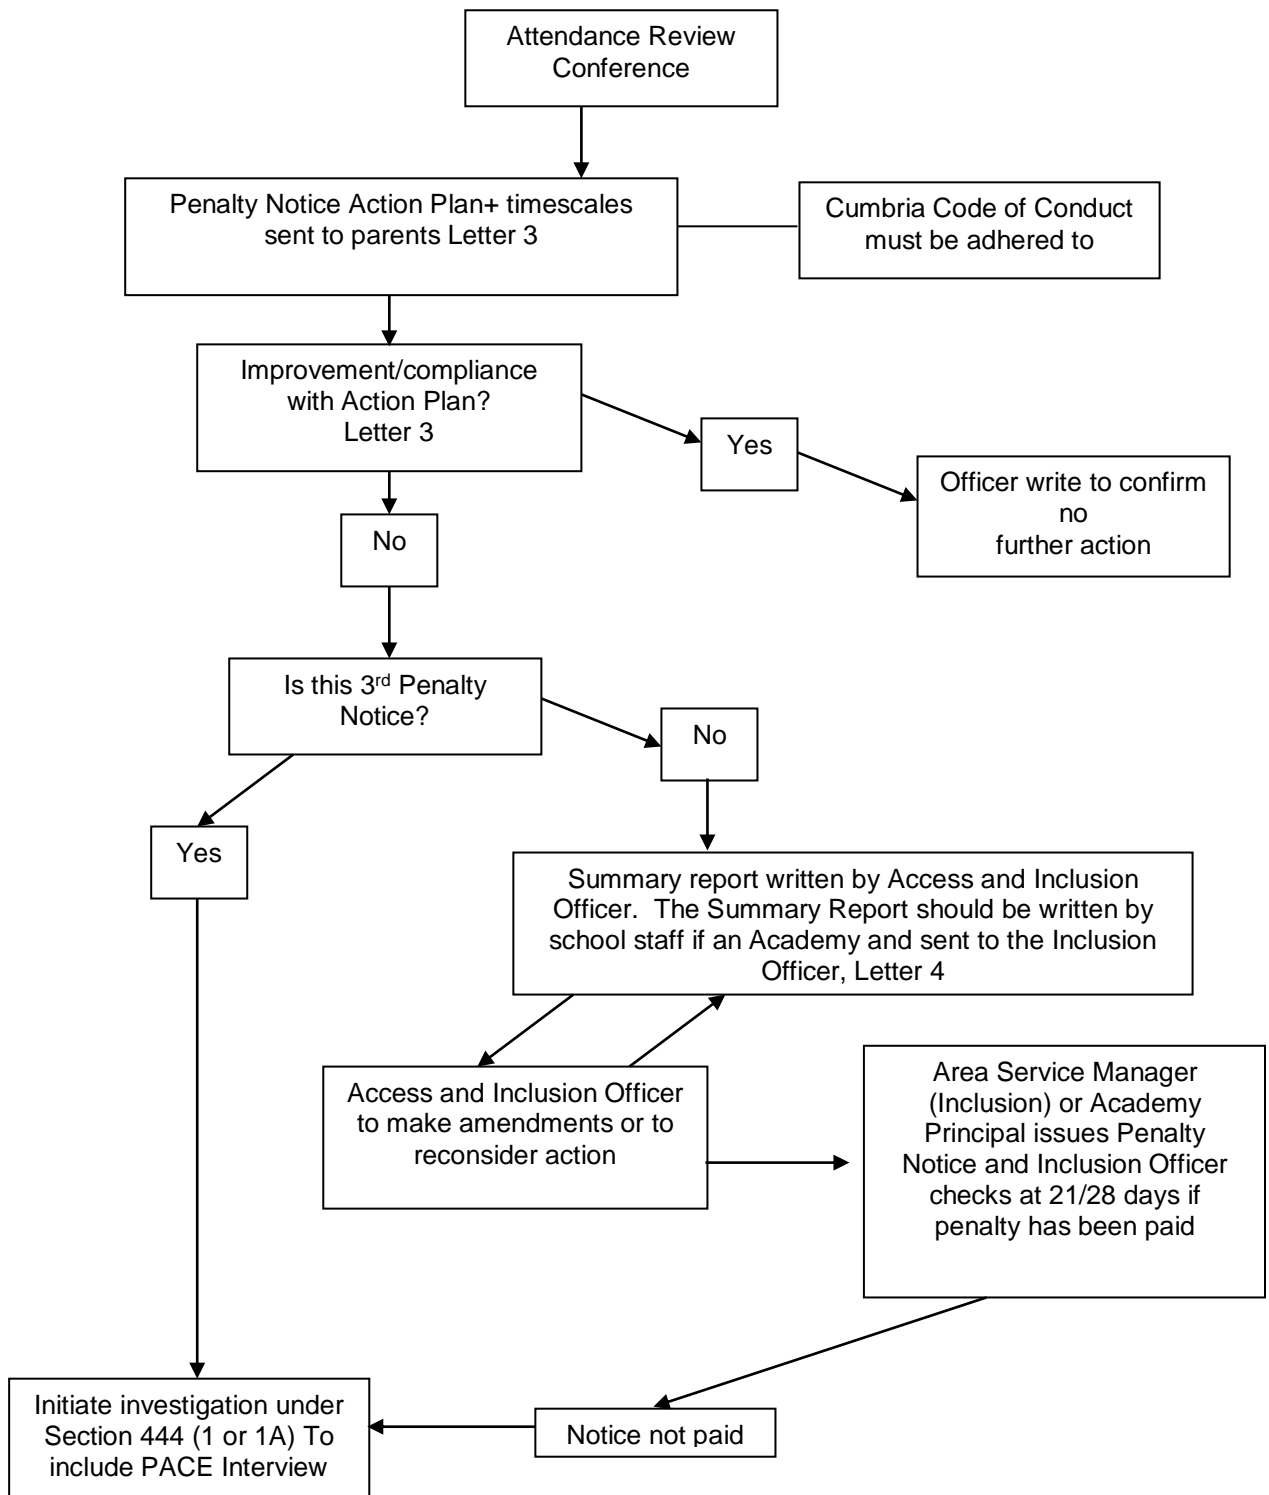 Attendance Review
Conference
Penalty Notice Action Plan+ timescales
sent to parents Letter 3
Cumbria Code of Conduct
must be adhered to
Improvement/compliance
with Action Plan?
Letter 3
Yes
Officer write to confirm
no
further action
No
Is this 3rd Penalty
Notice?
No
Yes
Summary report written by Access and Inclusion
Officer.  The Summary Report should be written by
school staff if an Academy and sent to the Inclusion
Officer, Letter 4
Access and Inclusion Officer
to make amendments or to
reconsider action
Area Service Manager
(Inclusion) or Academy
Principal issues Penalty
Notice and Inclusion Officer
checks at 21/28 days if
penalty has been paid
Initiate investigation under
Section 444 (1 or 1A) To
include PACE Interview
Notice not paid